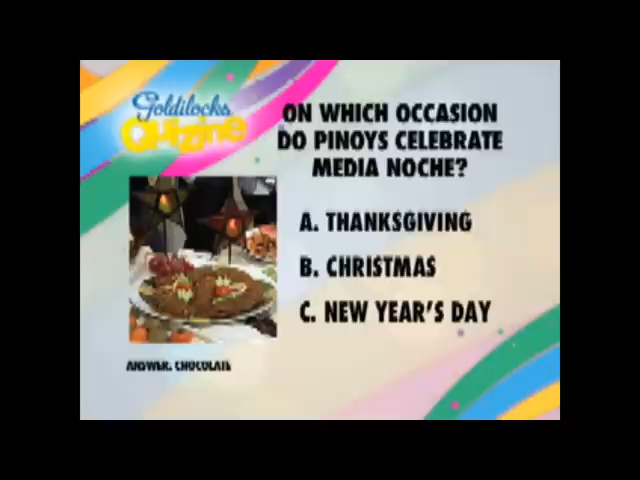 Goldilocks
QUIzine
ON WHICH OCCASION
DO PINOYS CELEBRATE
MEDIA NOCHE?
A. THANKSGIVING
B. CHRISTMAS
C. NEW YEAR'S DAY
ANSWER: CHOCOLATE